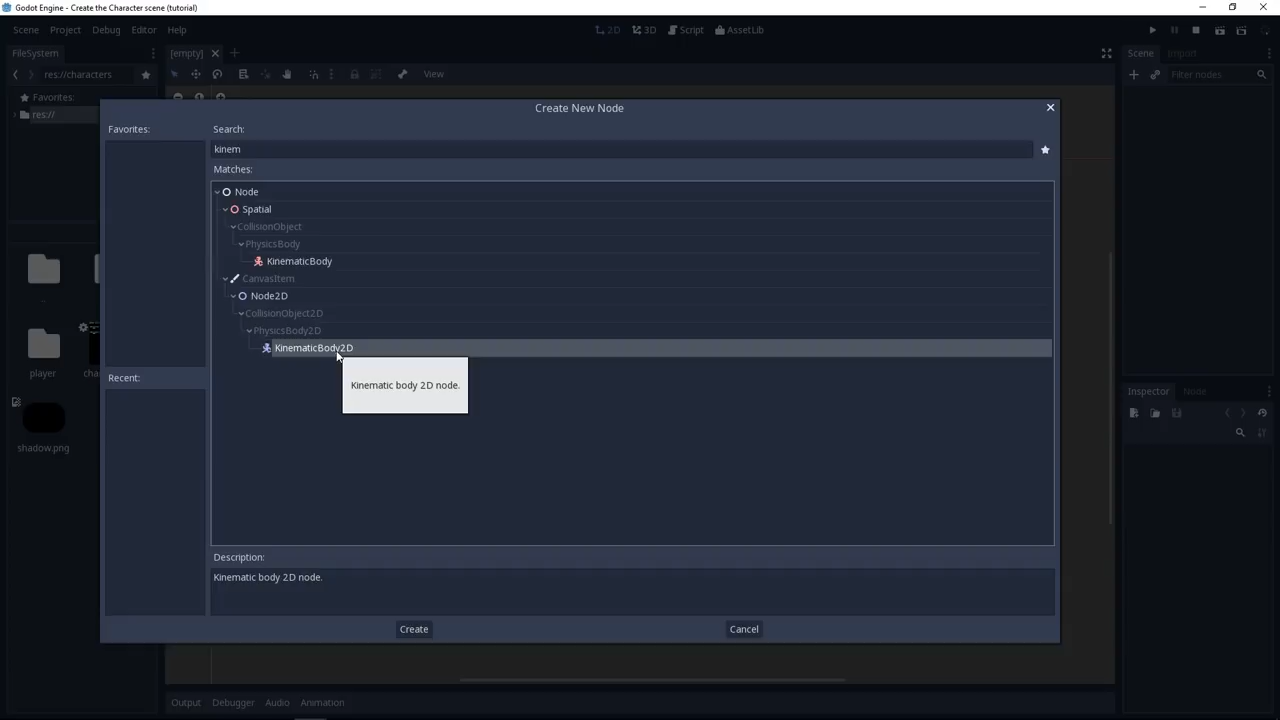 Godot Engine - Create the Character scene (tutorial)
Scene Project Debug Editor Help
2D 3D Script AssetLib
FileSystem
[empty]
Scene Import
res://characters
View
Filter nodes
Favorites:
res://
Create New Node
Favorites:
Search:
kinem
Matches:
Node
Spatial
CollisionObject
PhysicsBody
KinematicBody
CanvasItem
Node2D
CollisionObject2D
PhysicsBody2D
KinematicBody2D
Kinematic body 2D node.
Recent:
..
player
cha
shadow.png
Inspector Node
Description:
Kinematic body 2D node.
Create Cancel
Output Debugger Audio Animation